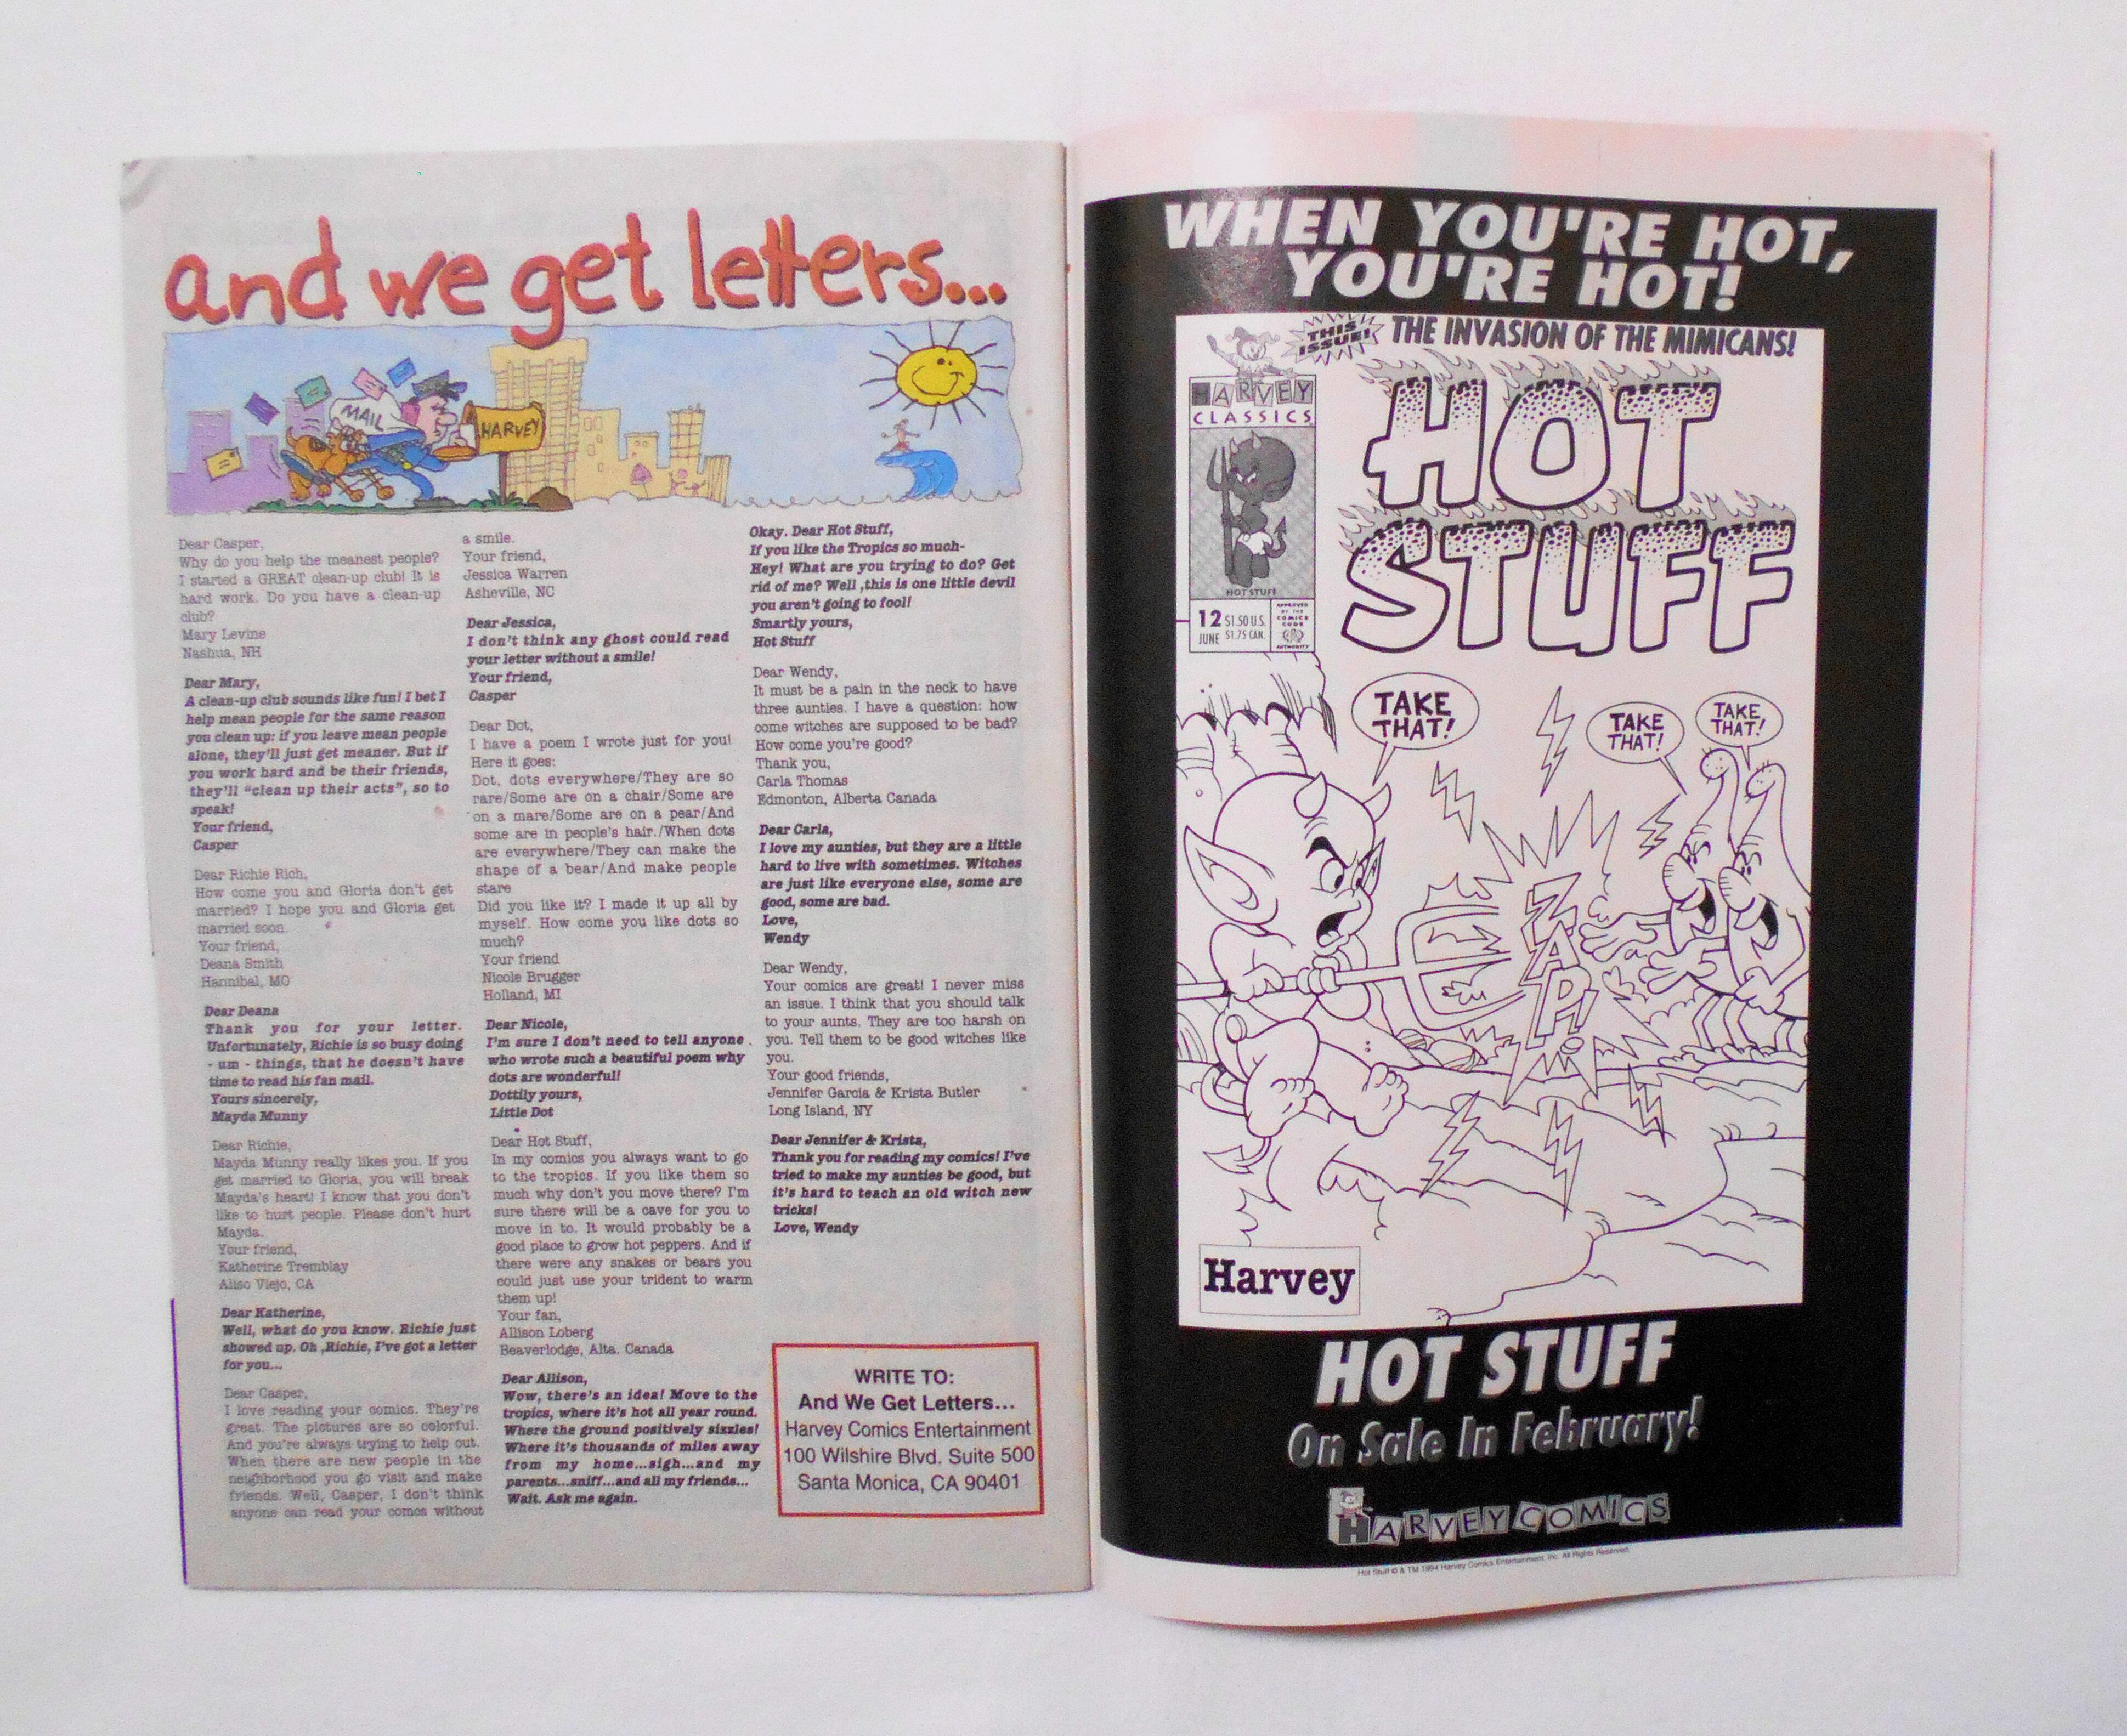 and we get letters...
MAIL
HARVEY
Dear Casper,
Why do you help the meanest people?
I started a GREAT clean-up club! It is
hard work. Do you have a clean-up
club?
Mary Levine
Nashua, NH
Dear Mary,
A clean-up club sounds like fun! I bet I
help mean people for the same reason
you clean up: if you leave mean people
alone, they'll just get meaner. But if
you work hard and be their friends,
they'll "clean up their acts", so to
speak!
Your friend,
Casper
Dear Richie Rich,
How come you and Gloria don't get
married? I hope you and Gloria get
married soon.
Your friend,
Deana Smith
Hannibal, MO
Dear Deana
Thank you for your letter.
Unfortunately, Richie is so busy doing
- um - things, that he doesn't have
time to read his fan mail.
Yours sincerely,
Mayda Munny
Dear Richie,
Mayda Munny really likes you. If you
get married to Gloria, you will break
Mayda's heart! I know that you don't
like to hurt people. Please don't hurt
Mayda.
Your friend,
Katherine Tremblay
Aliso Viejo, CA
Dear Katherine,
Well, what do you know. Richie just
showed up. Oh ,Richie, I've got a letter
for you...
Dear Casper,
I love reading your comics. They're
great. The pictures are so colorful.
And you're always trying to help out.
When there are new people in the
neighborhood you go visit and make
friends. Well, Casper, I don't think
anyone can read your comcs without
a smile.
Your friend,
Jessica Warren
Asheville, NC
Dear Jessica,
I don't think any ghost could read
your letter without a smile!
Your friend,
Casper
Dear Dot,
I have a poem I wrote just for you!
Here it goes:
Dot, dots everywhere/They are so
rare/Some are on a chair/Some are
on a mare/Some are on a pear/And
some are in people's hair./When dots
are everywhere/They can make the
shape of a bear/And make people
stare
Did you like it? I made it up all by
myself. How come you like dots so
much?
Your friend
Nicole Brugger
Holland, MI
Dear Nicole,
I'm sure I don't need to tell anyone
who wrote such a beautiful poem why
dots are wonderful!
Dottily yours,
Little Dot
Dear Hot Stuff,
In my comics you always want to go
to the tropics. If you like them so
much why don't you move there? I'm
sure there will be a cave for you to
move in to. It would probably be a
good place to grow hot peppers. And if
there were any snakes or bears you
could just use your trident to warm
them up!
Your fan,
Allison Loberg
Beaverlodge, Alta. Canada
Dear Allison,
Wow, there's an idea! Move to the
tropics, where it's hot all year round.
Where the ground positively sizzles!
Where it's thousands of miles away
from my home...sigh...and my
parents...sniff...and all my friends...
Wait. Ask me again.
Okay. Dear Hot Stuff,
If you like the Tropics so much-
Hey! What are you trying to do? Get
rid of me? Well ,this is one little devil
you aren't going to fool!
Smartly yours,
Hot Stuff
Dear Wendy,
It must be a pain in the neck to have
three aunties. I have a question: how
come witches are supposed to be bad?
How come you're good?
Thank you,
Carla Thomas
Edmonton, Alberta Canada
Dear Carla,
I love my aunties, but they are a little
hard to live with sometimes. Witches
are just like everyone else, some are
good, some are bad.
Love,
Wendy
Dear Wendy,
Your comics are great! I never miss
an issue. I think that you should talk
to your aunts. They are too harsh on
you. Tell them to be good witches like
you.
Your good friends,
Jennifer Garcia & Krista Butler
Long Island, NY
Dear Jennifer & Krista,
Thank you for reading my comics! I've
tried to make my aunties be good, but
it's hard to teach an old witch new
tricks!
Love, Wendy
WRITE TO:
And We Get Letters...
Harvey Comics Entertainment
100 Wilshire Blvd. Suite 500
Santa Monica, CA 90401
WHEN YOU'RE HOT,
YOU'RE HOT!
THIS ISSUE!
THE INVASION OF THE MIMICANS!
HARVEY
CLASSICS
HOT STUFF
12 $1.50 U.S.
JUNE $1.75 CAN.
APPROVED
BY THE
COMICS
CODE
AUTHORITY
HOT
STUFF
TAKE
THAT!
TAKE
THAT!
TAKE
THAT!
ZAP!
Harvey
HOT STUFF
On Sale In February!
HARVEY COMICS
Hot Stuff © & TM 1994 Harvey Comics Entertainment, Inc. All Rights Reserved.